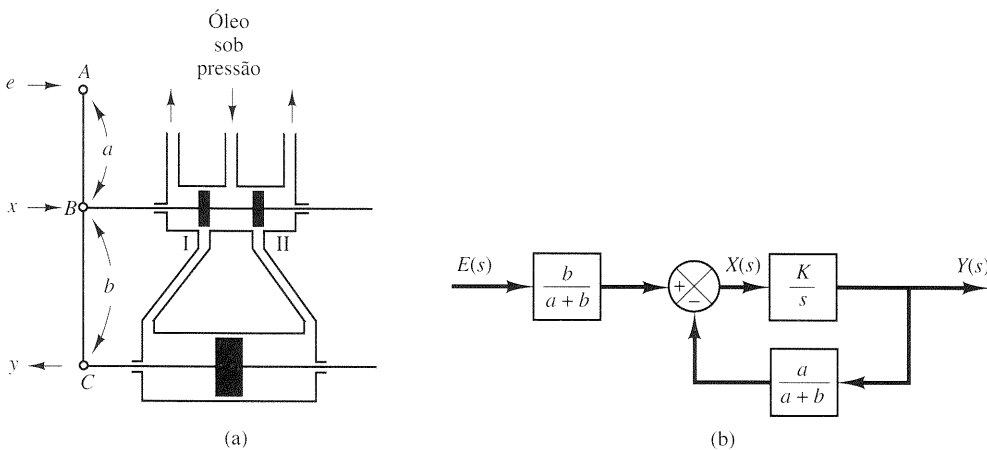 Óleo
sob
pressão
e
A
a
x
B
I
II
b
y
C
(a)
E(s)
b
a + b
+
−
X(s)
K
s
Y(s)
a
a + b
(b)